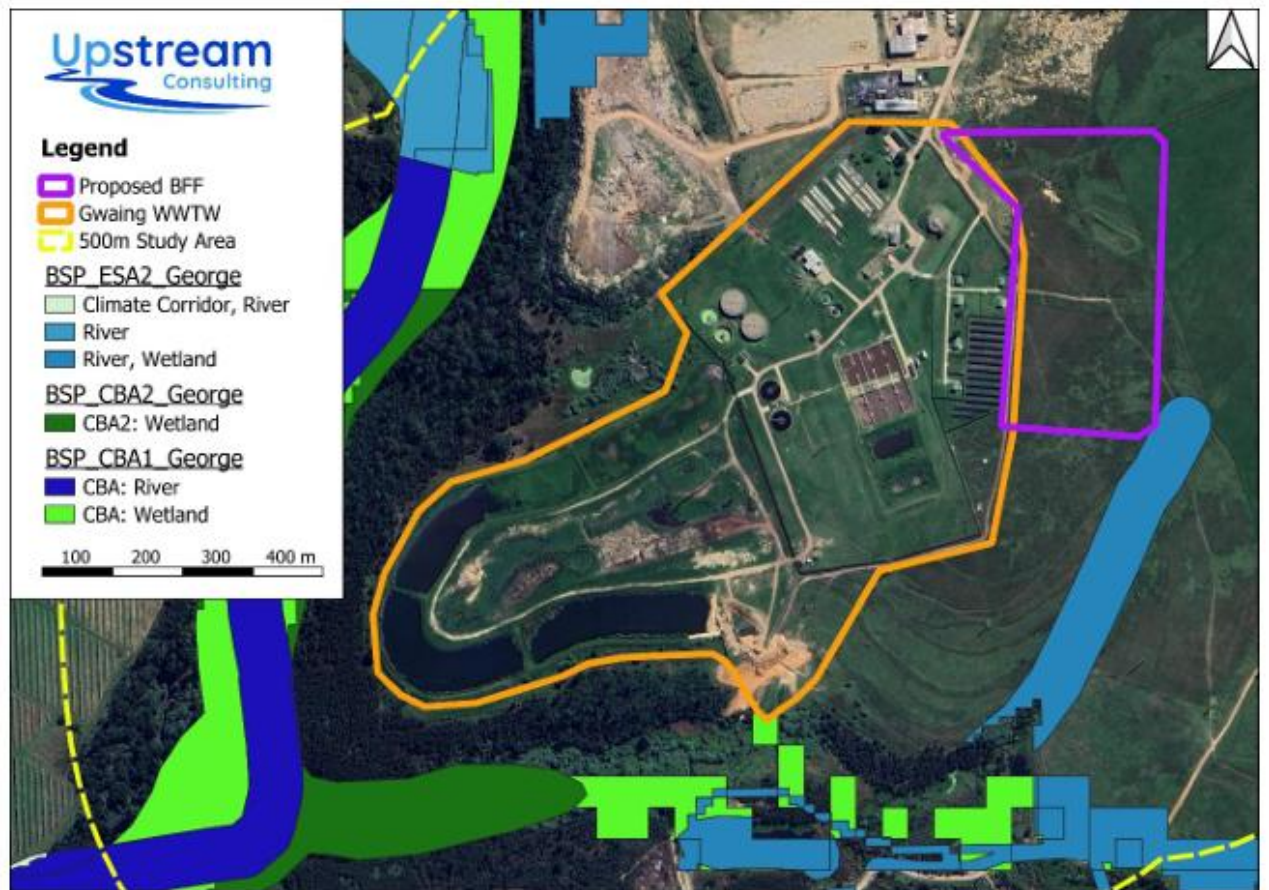 Upstream
Consulting
Legend
Proposed BFF
Gwaing WWTW
500m Study Area
BSP_ESA2_George
Climate Corridor, River
River
River, Wetland
BSP_CBA2_George
CBA2: Wetland
BSP_CBA1_George
CBA: River
CBA: Wetland
100 200 300 400 m